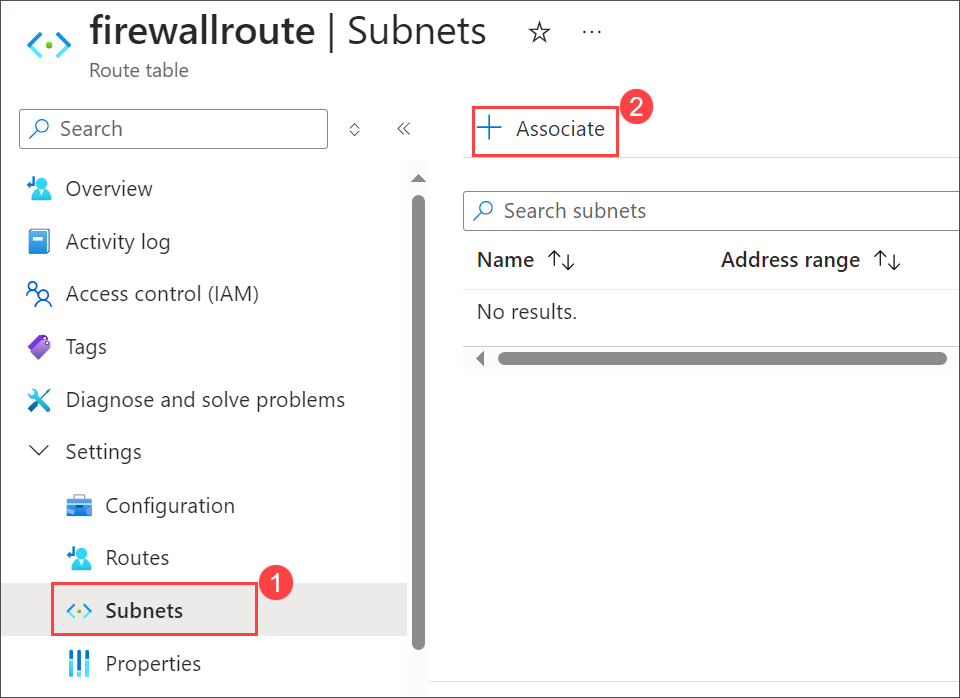 firewallroute | Subnets ☆ ...
Route table
Search
Overview
Activity log
Access control (IAM)
Tags
Diagnose and solve problems
Settings
Configuration
Routes
Subnets
1
Properties
+ Associate
2
Search subnets
Name ↑↓ Address range ↑↓
No results.